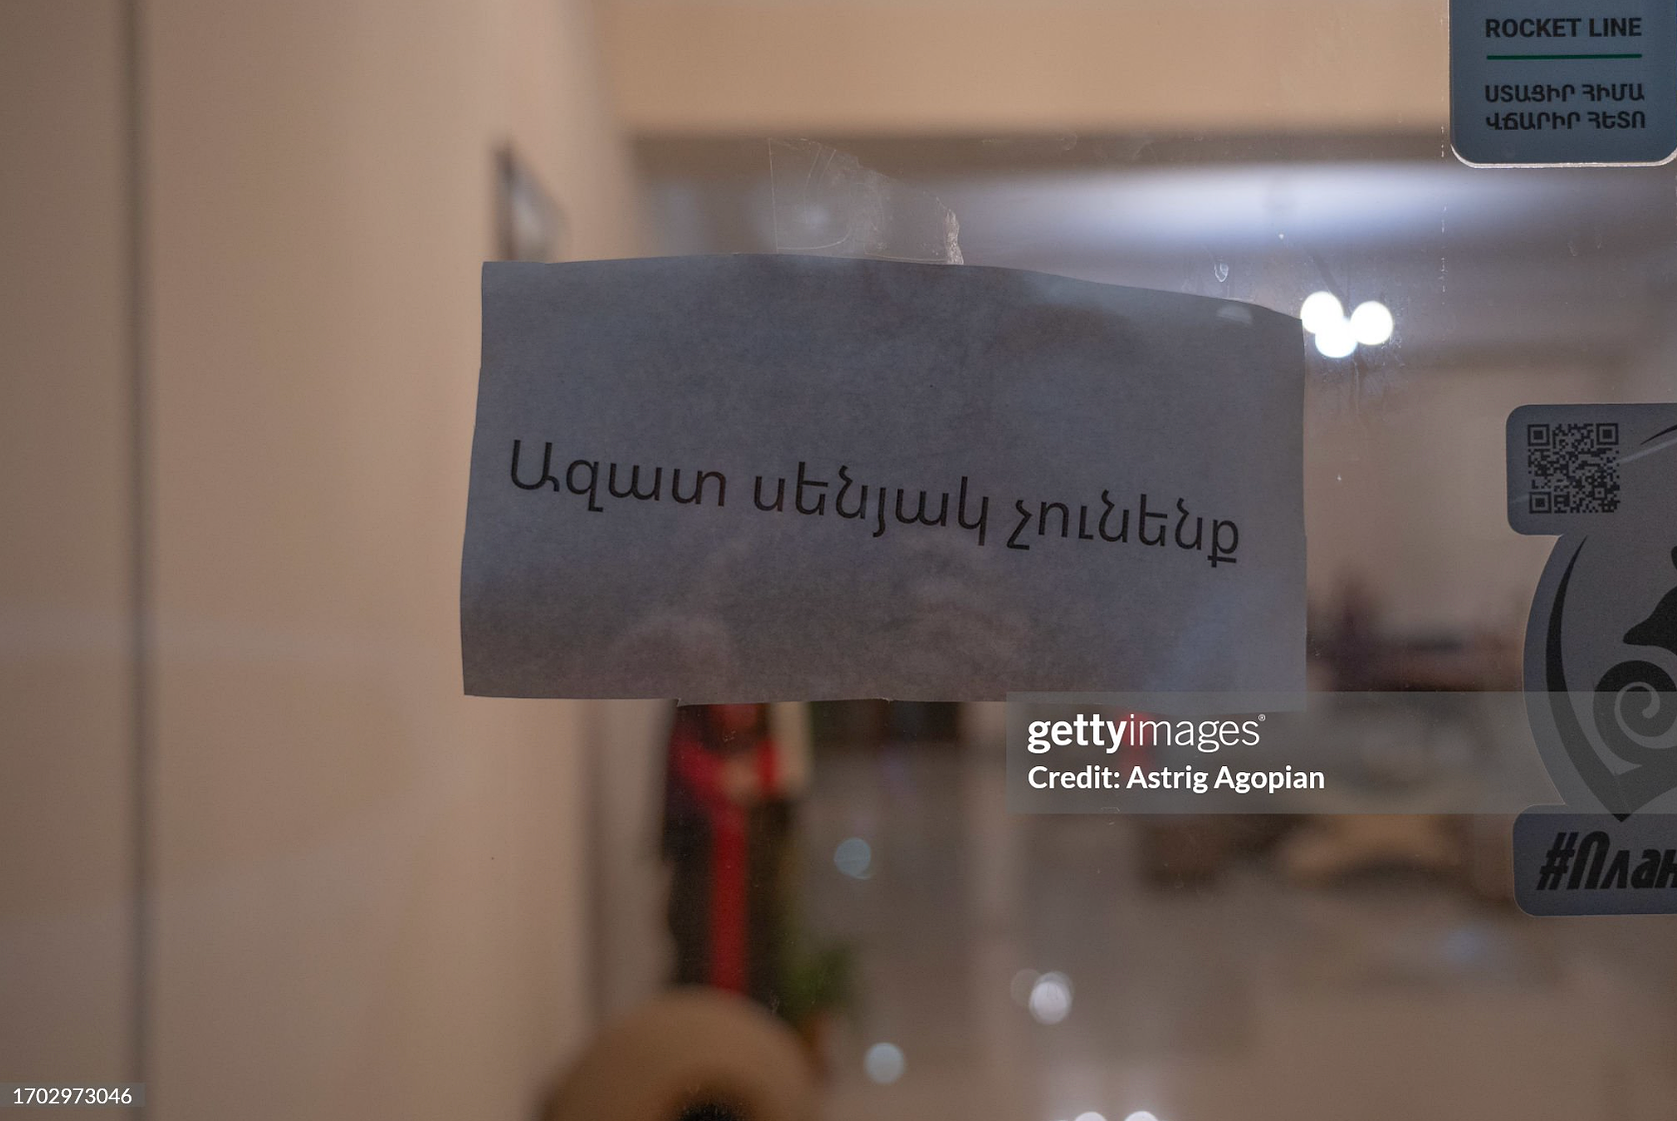 ROCKET LINE
ՍՏԱՑԻՐ ՀԻՄԱ
ՎՃԱՐԻՐ ՀԵՏՈ
Ազատ սենյակ չունենք
gettyimages®
Credit: Astrig Agopian
1702973046